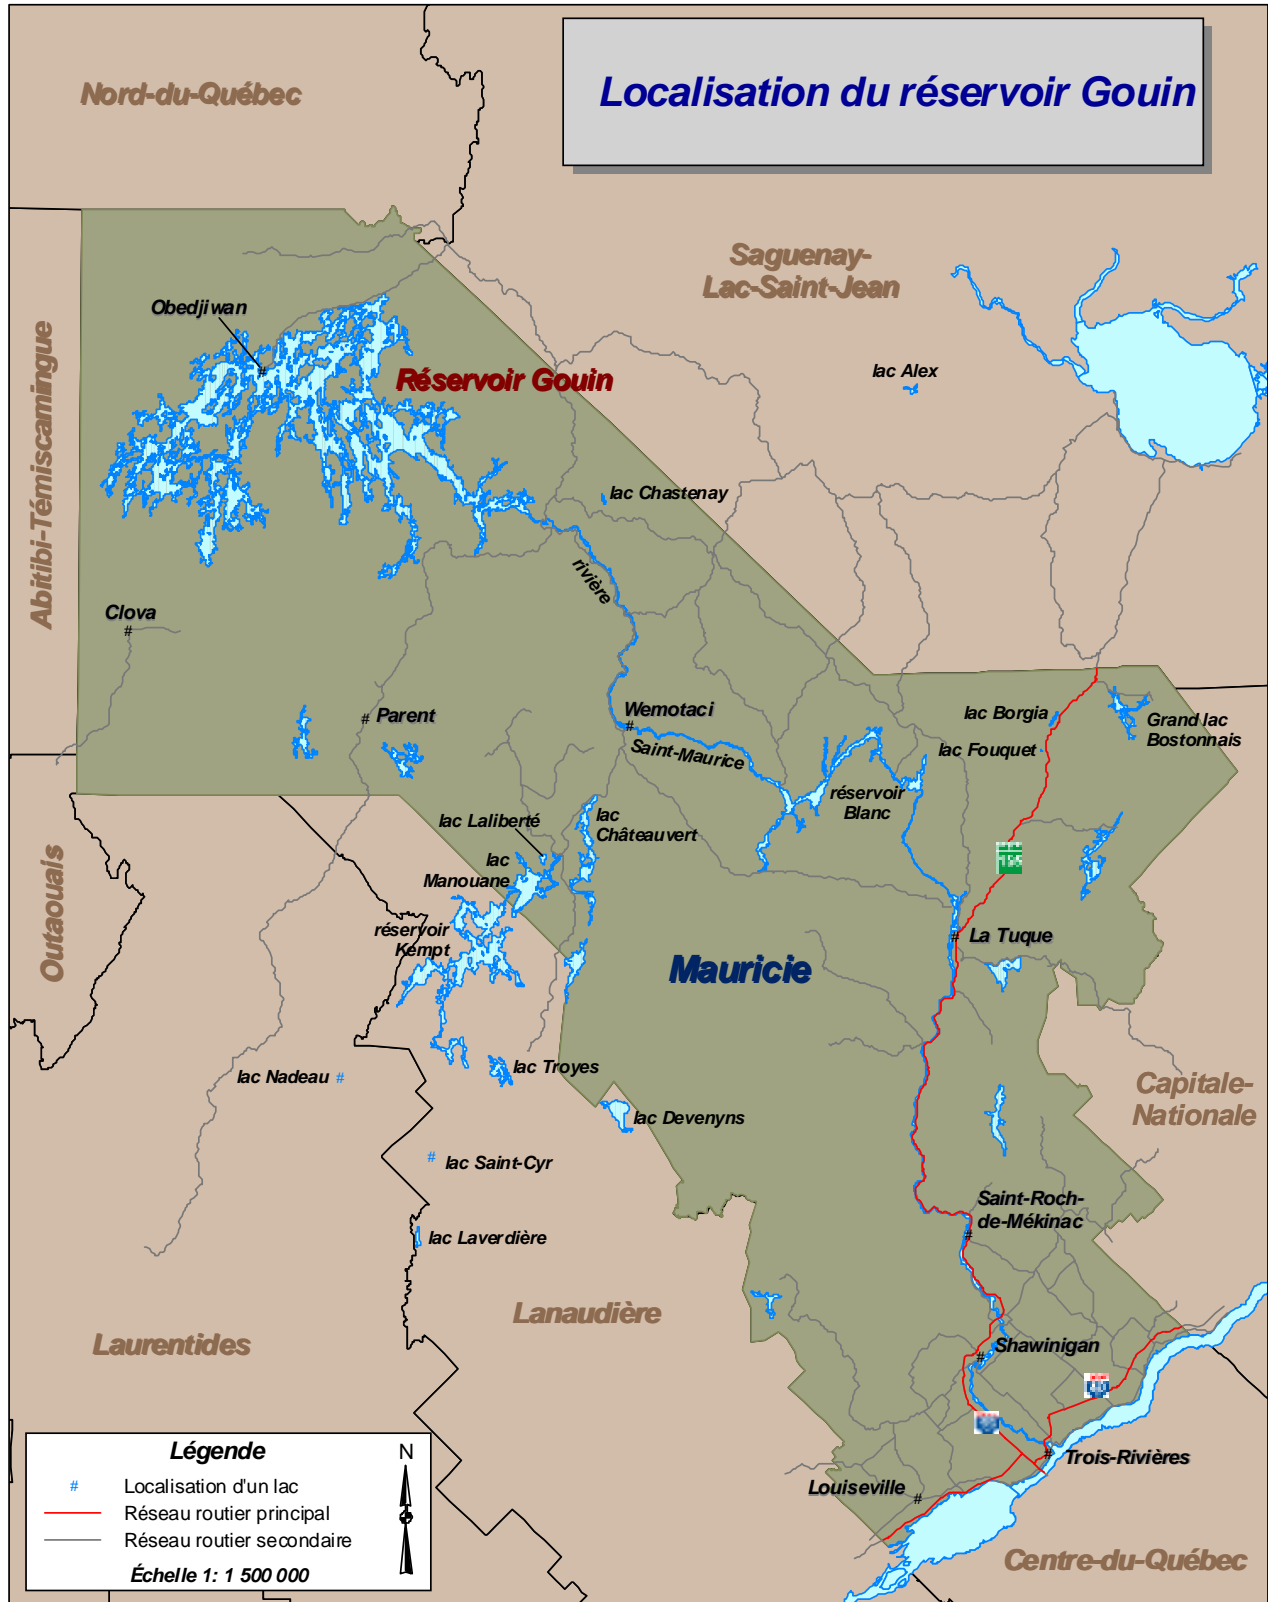 Localisation du réservoir Gouin
Nord-du-Québec
Saguenay-
Lac-Saint-Jean
Obedjiwan
Abitibi-Témiscamingue
lac Alex
Réservoir Gouin
lac Chastenay
rivière
Clova
Parent
Wemotaci
Saint-Maurice
lac Borgia
lac Fouquet
Grand lac
Bostonnais
réservoir
Blanc
lac Laliberté
lac
Châteauvert
lac
Manouane
155
Outaouais
réservoir
Kempt
La Tuque
Mauricie
lac Troyes
lac Nadeau
Capitale-
Nationale
lac Devenyns
lac Saint-Cyr
Saint-Roch-
de-Mékinac
lac Laverdière
Lanaudière
Laurentides
Shawinigan
Trois-Rivières
Louiseville
Centre-du-Québec
Légende
N
# Localisation d'un lac
Réseau routier principal
Réseau routier secondaire
Échelle 1: 1 500 000